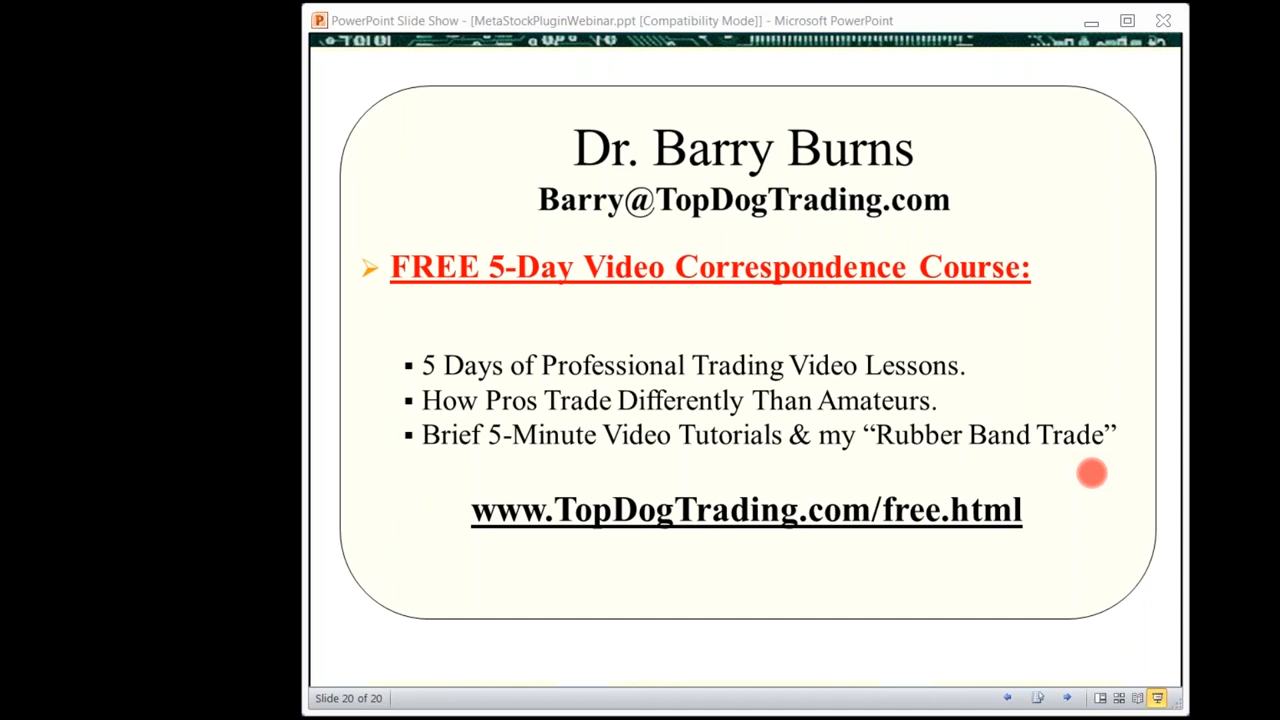 PowerPoint Slide Show - [MetaStockPluginWebinar.ppt [Compatibility Mode]] - Microsoft PowerPoint
Dr. Barry Burns
Barry@TopDogTrading.com
➢ FREE 5-Day Video Correspondence Course:
▪ 5 Days of Professional Trading Video Lessons.
▪ How Pros Trade Differently Than Amateurs.
▪ Brief 5-Minute Video Tutorials & my “Rubber Band Trade”
www.TopDogTrading.com/free.html
Slide 20 of 20